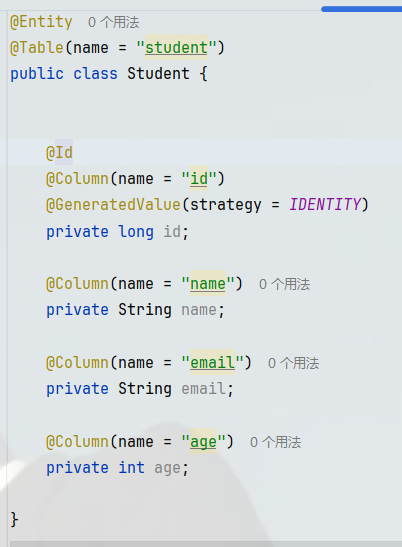 @Entity 0 个用法
@Table(name = "student")
public class Student {
@Id
@Column(name = "id")
@GeneratedValue(strategy = IDENTITY)
private long id;
@Column(name = "name") 0 个用法
private String name;
@Column(name = "email") 0 个用法
private String email;
@Column(name = "age") 0 个用法
private int age;
}